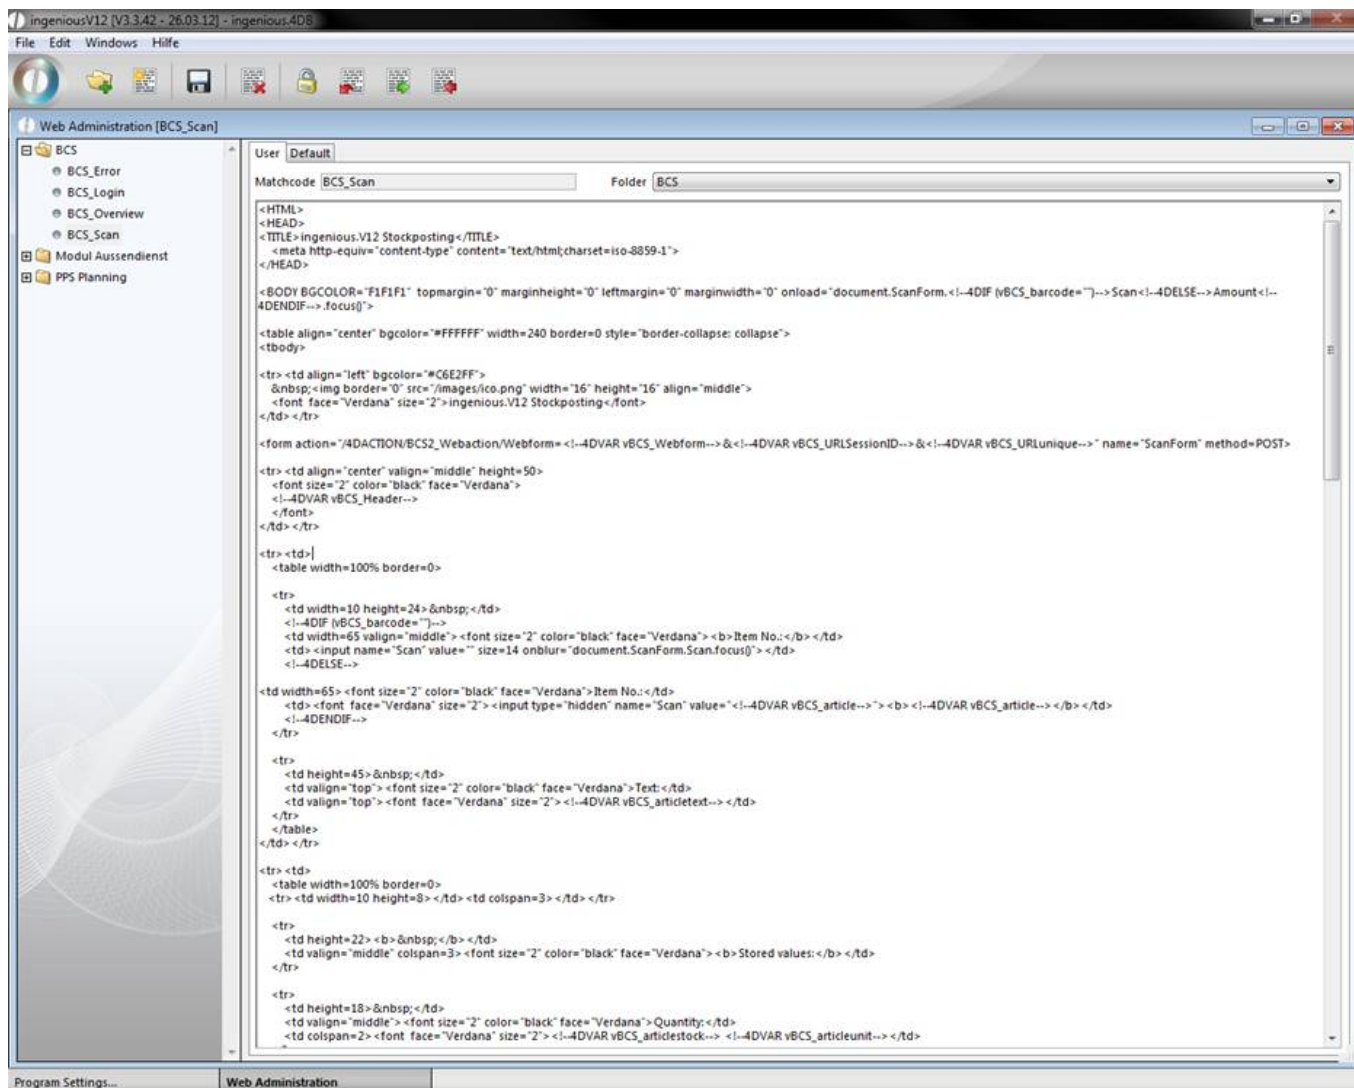 ingeniousV12 [V3.3.42 - 26.03.12] - ingenious.4DB
File Edit Windows Hilfe
Web Administration [BCS_Scan]
BCS
BCS_Error
BCS_Login
BCS_Overview
BCS_Scan
Modul Aussendienst
PPS Planning
User Default
Matchcode BCS_Scan Folder BCS
<HTML>
<HEAD>
<TITLE>ingenious.V12 Stockposting</TITLE>
<meta http-equiv="content-type" content="text/html;charset=iso-8859-1">
</HEAD>
<BODY BGCOLOR="F1F1F1" topmargin="0" marginheight="0" leftmargin="0" marginwidth="0" onload="document.ScanForm.<!--4DIF (vBCS_barcode="")-->Scan<!--4DELSE-->Amount<!--
4DENDIF-->.focus()">
<table align="center" bgcolor="#FFFFFF" width=240 border=0 style="border-collapse: collapse">
<tbody>
<tr><td align="left" bgcolor="#C6E2FF">
&nbsp;<img border="0" src="/images/ico.png" width="16" height="16" align="middle">
<font face="Verdana" size="2">ingenious.V12 Stockposting</font>
</td></tr>
<form action="/4DACTION/BCS2_Webaction/Webform=<!--4DVAR vBCS_Webform-->&<!--4DVAR vBCS_URLSessionID-->&<!--4DVAR vBCS_URLunique-->" name="ScanForm" method=POST>
<tr><td align="center" valign="middle" height=50>
<font size="2" color="black" face="Verdana">
<!--4DVAR vBCS_Header-->
</font>
</td></tr>
<tr><td>
<table width=100% border=0>
<tr>
<td width=10 height=24>&nbsp;</td>
<!--4DIF (vBCS_barcode="")-->
<td width=65 valign="middle"><font size="2" color="black" face="Verdana"><b>Item No.:</b></td>
<td><input name="Scan" value="" size=14 onblur="document.ScanForm.Scan.focus()"></td>
<!--4DELSE-->
<td width=65><font size="2" color="black" face="Verdana">Item No.:</td>
<td><font face="Verdana" size="2"><input type="hidden" name="Scan" value="<!--4DVAR vBCS_article-->"><b><!--4DVAR vBCS_article--></b></td>
<!--4DENDIF-->
</tr>
<tr>
<td height=45>&nbsp;</td>
<td valign="top"><font size="2" color="black" face="Verdana">Text:</td>
<td valign="top"><font face="Verdana" size="2"><!--4DVAR vBCS_articletext--></td>
</tr>
</table>
</td></tr>
<tr><td>
<table width=100% border=0>
<tr><td width=10 height=8></td><td colspan=3></td></tr>
<tr>
<td height=22><b>&nbsp;</b></td>
<td valign="middle" colspan=3><font size="2" color="black" face="Verdana"><b>Stored values:</b></td>
</tr>
<tr>
<td height=18>&nbsp;</td>
<td valign="middle"><font size="2" color="black" face="Verdana">Quantity:</td>
<td colspan=2><font face="Verdana" size="2"><!--4DVAR vBCS_articlestock--> <!--4DVAR vBCS_articleunit--></td>
Program Settings... Web Administration